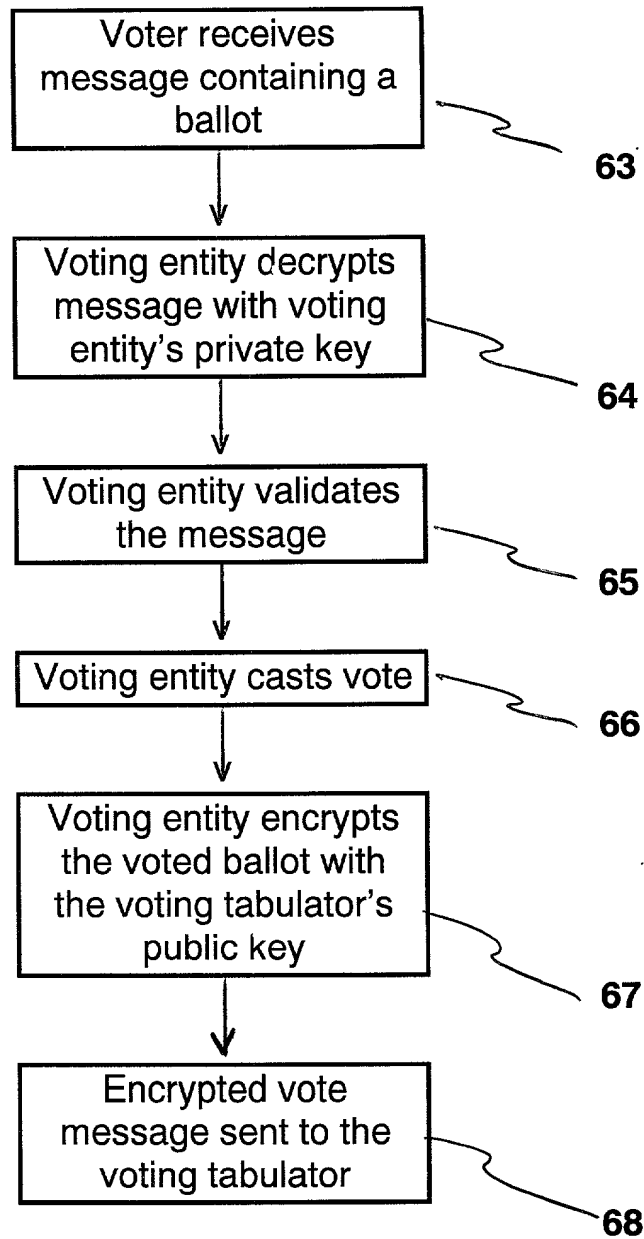 Voter receives
message containing a
ballot
63
Voting entity decrypts
message with voting
entity's private key
64
Voting entity validates
the message
65
Voting entity casts vote
66
Voting entity encrypts
the voted ballot with
the voting tabulator's
public key
67
Encrypted vote
message sent to the
voting tabulator
68